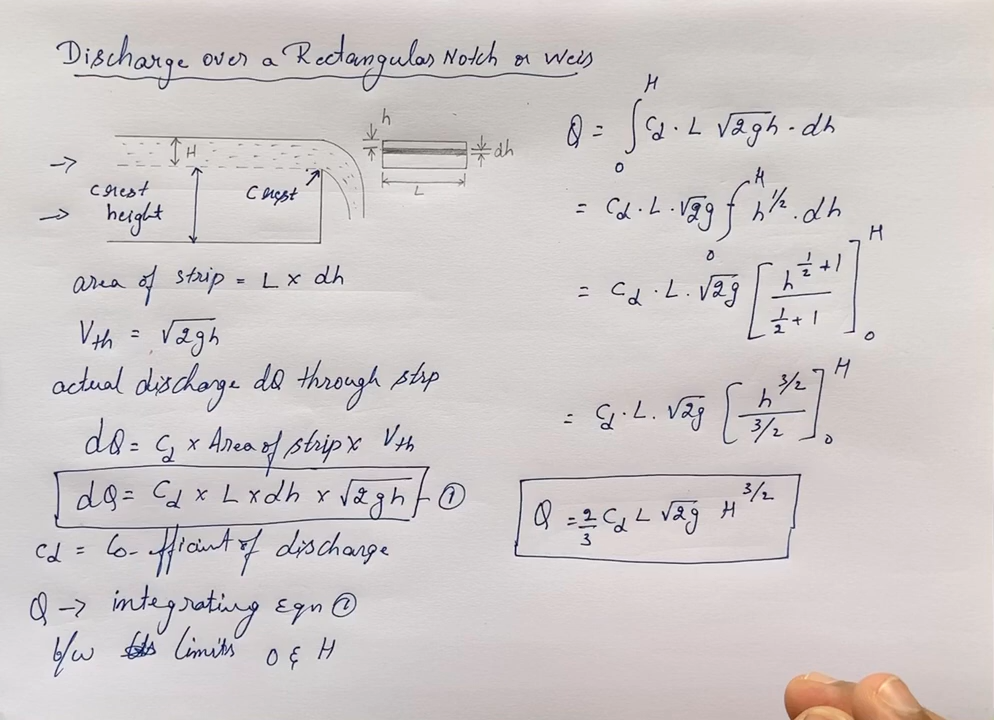 Discharge over a Rectangular Notch or Weir
H
crest
height
Crest
h
dh
L
area of strip = L × dh
Vth = √2gh
actual discharge dQ through strip
dQ = Cd × Area of strip × Vth
dQ = Cd × L × dh × √2gh - ①
Cd = Co-efficient of discharge
Q → integrating Eqn ①
b/w limits 0 & H
Q = ∫₀ᴴ Cd · L √2gh · dh
= Cd · L · √2g ∫₀ᴴ h^1/2 · dh
= Cd · L · √2g [h^(1/2+1) / (1/2+1)]₀ᴴ
= Cd · L · √2g [h^3/2 / 3/2]₀ᴴ
Q = 2/3 Cd L √2g H^3/2